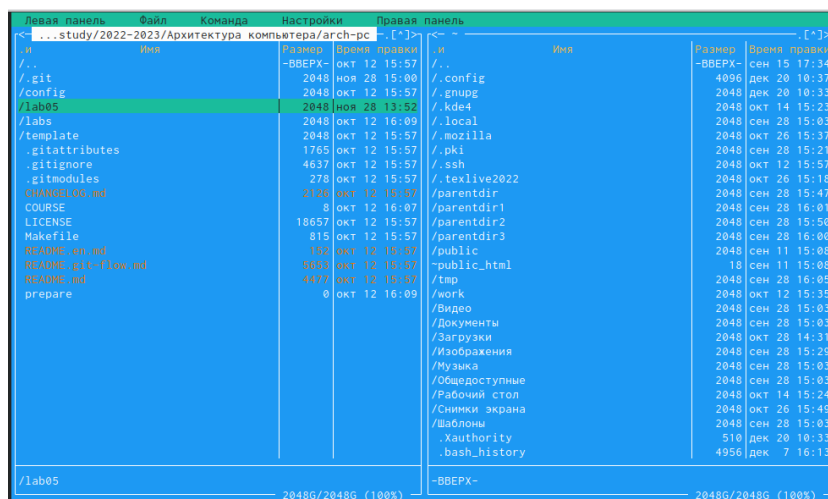 Левая панель Файл Команда Настройки Правая панель
<- ...study/2022-2023/Архитектура компьютера/arch-pc -.[^]>
.и Имя Размер Время правки
/.. -ВВЕРХ- окт 12 15:57
/.git 2048 ноя 28 15:00
/config 2048 окт 12 15:57
/lab05 2048 ноя 28 13:52
/labs 2048 окт 12 16:09
/template 2048 окт 12 15:57
.gitattributes 1765 окт 12 15:57
.gitignore 4637 окт 12 15:57
.gitmodules 278 окт 12 15:57
CHANGELOG.md 2126 окт 12 15:57
COURSE 8 окт 12 16:07
LICENSE 18657 окт 12 15:57
Makefile 815 окт 12 15:57
README.en.md 152 окт 12 15:57
README.git-flow.md 5653 окт 12 15:57
README.md 4477 окт 12 15:57
prepare 0 окт 12 16:09
/lab05
2048G/2048G (100%)
<- ~ .[^]>
.и Имя Размер Время правки
/.. -ВВЕРХ- сен 15 17:34
/.config 4096 дек 20 10:37
/.gnupg 2048 дек 20 10:33
/.kde4 2048 окт 14 15:23
/.local 2048 сен 28 15:03
/.mozilla 2048 окт 26 15:37
/.pki 2048 сен 28 15:21
/.ssh 2048 окт 12 15:57
/.texlive2022 2048 окт 26 15:18
/parentdir 2048 сен 28 15:47
/parentdir1 2048 сен 28 16:01
/parentdir2 2048 сен 28 15:50
/parentdir3 2048 сен 28 16:00
/public 2048 сен 11 15:08
~public_html 18 сен 11 15:08
/tmp 2048 сен 28 16:05
/work 2048 окт 12 15:35
/Видео 2048 сен 28 15:03
/Документы 2048 сен 28 15:03
/Загрузки 2048 окт 28 14:31
/Изображения 2048 сен 28 15:29
/Музыка 2048 сен 28 15:03
/Общедоступные 2048 сен 28 15:03
/Рабочий стол 2048 окт 14 15:24
/Снимки экрана 2048 окт 26 15:49
/Шаблоны 2048 сен 28 15:03
.Xauthority 510 дек 20 10:33
.bash_history 4956 дек 7 16:13
-ВВЕРХ-
2048G/2048G (100%)